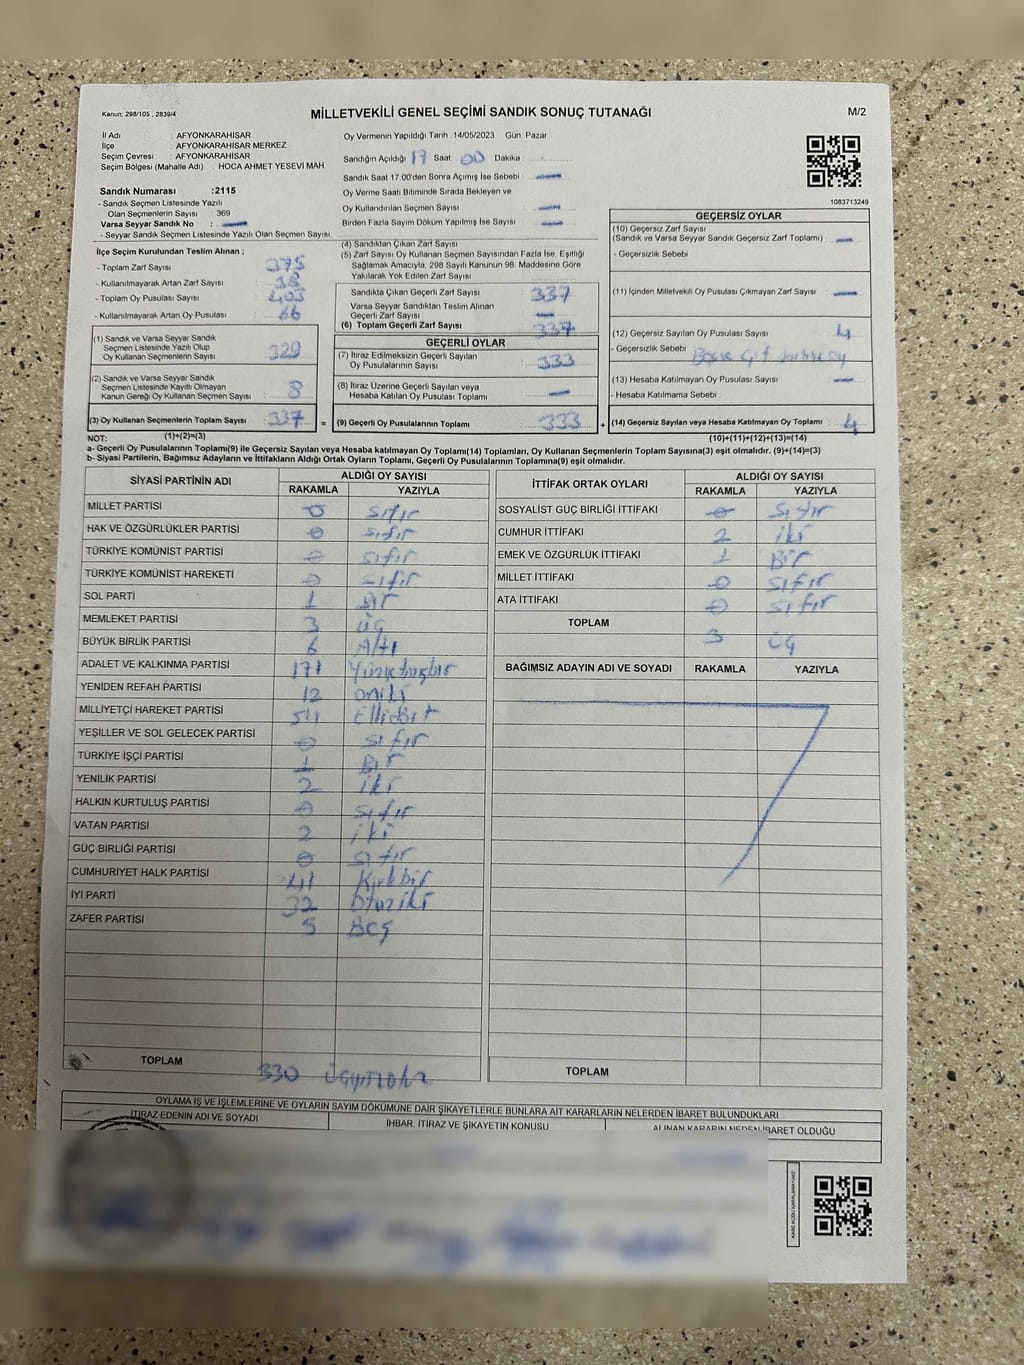 Kanun: 298/105 , 2839/4
MİLLETVEKİLİ GENEL SEÇİMİ SANDIK SONUÇ TUTANAĞI
M/2
İl Adı : AFYONKARAHİSAR
İlçe : AFYONKARAHİSAR MERKEZ
Seçim Çevresi : AFYONKARAHİSAR
Seçim Bölgesi (Mahalle Adı) : HOCA AHMET YESEVİ MAH.
Sandık Numarası :2115
- Sandık Seçmen Listesinde Yazılı
Olan Seçmenlerin Sayısı 369
Varsa Seyyar Sandık No : —
- Seyyar Sandık Seçmen Listesinde Yazılı Olan Seçmen Sayısı
Oy Vermenin Yapıldığı Tarih :14/05/2023 Gün: Pazar
Sandığın Açıldığı 17 Saat 00 Dakika
Sandık Saat 17.00'den Sonra Açılmış İse Sebebi —
Oy Verme Saati Bitiminde Sırada Bekleyen ve
Oy Kullandırılan Seçmen Sayısı —
Birden Fazla Sayım Döküm Yapılmış İse Sayısı —
1083713249
İlçe Seçim Kurulundan Teslim Alınan ;
- Toplam Zarf Sayısı 375
- Kullanılmayarak Artan Zarf Sayısı 38
- Toplam Oy Pusulası Sayısı 403
- Kullanılmayarak Artan Oy Pusulası 66
(1) Sandık ve Varsa Seyyar Sandık
Seçmen Listesinde Yazılı Olup
Oy Kullanan Seçmenlerin Sayısı 329
(2) Sandık ve Varsa Seyyar Sandık
Seçmen Listesinde Kayıtlı Olmayan
Kanun Gereği Oy Kullanan Seçmen Sayısı 8
(3) Oy Kullanan Seçmenlerin Toplam Sayısı 337
(1)+(2)=(3)
(4) Sandıktan Çıkan Zarf Sayısı
(5) Zarf Sayısı Oy Kullanan Seçmen Sayısından Fazla İse, Eşitliği
Sağlamak Amacıyla, 298 Sayılı Kanunun 98. Maddesine Göre
Yakılarak Yok Edilen Zarf Sayısı
Sandıkta Çıkan Geçerli Zarf Sayısı 337
Varsa Seyyar Sandıktan Teslim Alınan
Geçerli Zarf Sayısı —
(6) Toplam Geçerli Zarf Sayısı 337
GEÇERLİ OYLAR
(7) İtiraz Edilmeksizin Geçerli Sayılan
Oy Pusulalarının Sayısı 333
(8) İtiraz Üzerine Geçerli Sayılan veya
Hesaba Katılan Oy Pusulası Toplamı —
= (9) Geçerli Oy Pusulalarının Toplamı 333
GEÇERSİZ OYLAR
(10) Geçersiz Zarf Sayısı
(Sandık ve Varsa Seyyar Sandık Geçersiz Zarf Toplamı) —
- Geçersizlik Sebebi
(11) İçinden Milletvekili Oy Pusulası Çıkmayan Zarf Sayısı —
(12) Geçersiz Sayılan Oy Pusulası Sayısı 4
- Geçersizlik Sebebi
(13) Hesaba Katılmayan Oy Pusulası Sayısı —
- Hesaba Katılmama Sebebi
+ (14) Geçersiz Sayılan veya Hesaba Katılmayan Oy Toplamı 4
(10)+(11)+(12)+(13)=(14)
NOT:
a- Geçerli Oy Pusulalarının Toplamı(9) ile Geçersiz Sayılan veya Hesaba katılmayan Oy Toplamı(14) Toplamları, Oy Kullanan Seçmenlerin Toplam Sayısına(3) eşit olmalıdır. (9)+(14)=(3)
b- Siyasi Partilerin, Bağımsız Adayların ve İttifakların Aldığı Ortak Oyların Toplamı, Geçerli Oy Pusulalarının Toplamına(9) eşit olmalıdır.
SİYASİ PARTİNİN ADI ALDIĞI OY SAYISI
RAKAMLA YAZIYLA
MİLLET PARTİSİ 0 sıfır
HAK VE ÖZGÜRLÜKLER PARTİSİ 0 sıfır
TÜRKİYE KOMÜNİST PARTİSİ 0 sıfır
TÜRKİYE KOMÜNİST HAREKETİ 0 sıfır
SOL PARTİ 1 Bir
MEMLEKET PARTİSİ 3 üç
BÜYÜK BİRLİK PARTİSİ 6 Altı
ADALET VE KALKINMA PARTİSİ 171 Yüzyetmişbir
YENİDEN REFAH PARTİSİ 12 oniki
MİLLİYETÇİ HAREKET PARTİSİ 54 Ellidört
YEŞİLLER VE SOL GELECEK PARTİSİ 0 sıfır
TÜRKİYE İŞÇİ PARTİSİ 1 Bir
YENİLİK PARTİSİ 2 iki
HALKIN KURTULUŞ PARTİSİ 0 sıfır
VATAN PARTİSİ 2 iki
GÜÇ BİRLİĞİ PARTİSİ 0 sıfır
CUMHURİYET HALK PARTİSİ 41 Kırkbir
İYİ PARTİ 32 Otuziki
ZAFER PARTİSİ 5 Beş
TOPLAM 330 üçyüzotuz
İTTİFAK ORTAK OYLARI ALDIĞI OY SAYISI
RAKAMLA YAZIYLA
SOSYALİST GÜÇ BİRLİĞİ İTTİFAKI 0 Sıfır
CUMHUR İTTİFAKI 2 iki
EMEK VE ÖZGÜRLÜK İTTİFAKI 1 Bir
MİLLET İTTİFAKI 0 sıfır
ATA İTTİFAKI 0 sıfır
TOPLAM 3 üç
BAĞIMSIZ ADAYIN ADI VE SOYADI RAKAMLA YAZIYLA
TOPLAM
OYLAMA İŞ VE İŞLEMLERİNE VE OYLARIN SAYIM DÖKÜMÜNE DAİR ŞİKAYETLERLE BUNLARA AİT KARARLARIN NELERDEN İBARET BULUNDUKLARI
İTİRAZ EDENİN ADI VE SOYADI
İHBAR, İTİRAZ VE ŞİKAYETİN KONUSU
ALINAN KARARIN NEDEN İBARET OLDUĞU
KARE KODU KARALAMAYINIZ